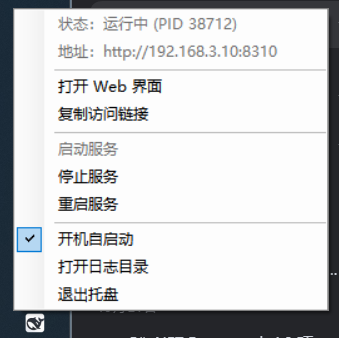 状态：运行中 (PID 38712)
地址：http://192.168.3.10:8310
打开 Web 界面
复制访问链接
启动服务
停止服务
重启服务
开机自启动
打开日志目录
退出托盘